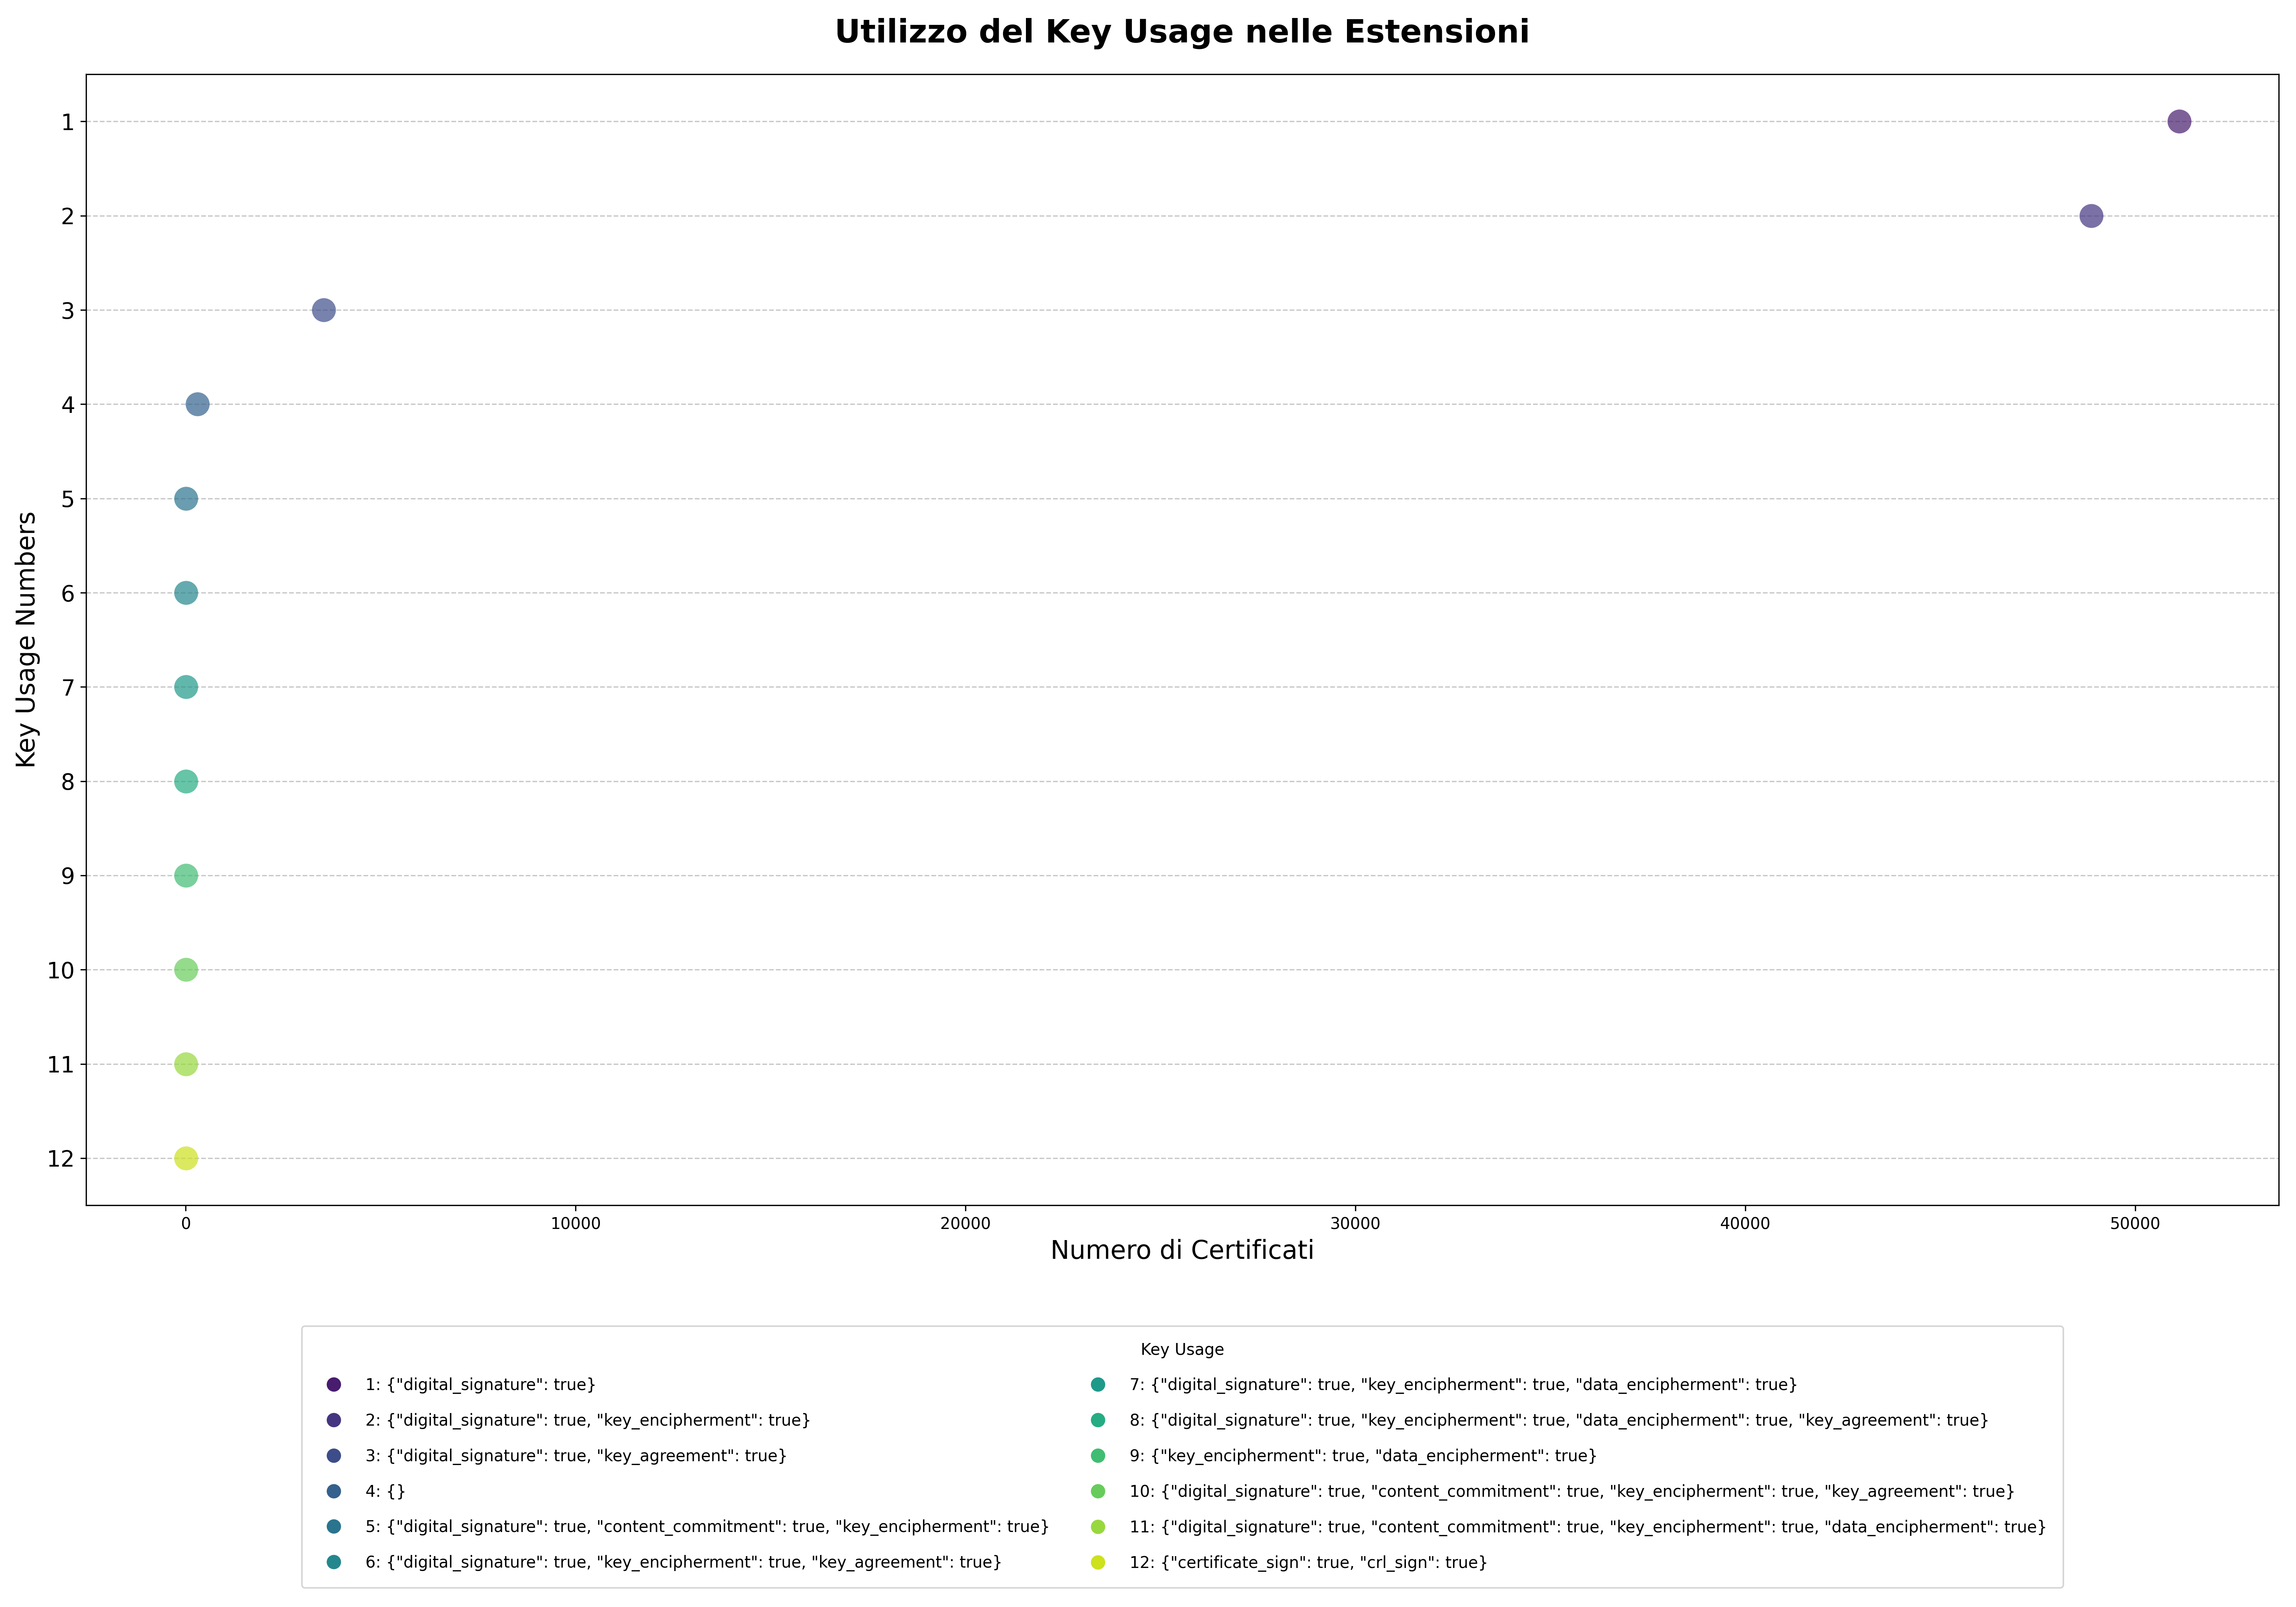 Utilizzo del Key Usage nelle Estensioni
Key Usage Numbers
1
2
3
4
5
6
7
8
9
10
11
12
0 10000 20000 30000 40000 50000
Numero di Certificati
Key Usage
1: {"digital_signature": true}
2: {"digital_signature": true, "key_encipherment": true}
3: {"digital_signature": true, "key_agreement": true}
4: {}
5: {"digital_signature": true, "content_commitment": true, "key_encipherment": true}
6: {"digital_signature": true, "key_encipherment": true, "key_agreement": true}
7: {"digital_signature": true, "key_encipherment": true, "data_encipherment": true}
8: {"digital_signature": true, "key_encipherment": true, "data_encipherment": true, "key_agreement": true}
9: {"key_encipherment": true, "data_encipherment": true}
10: {"digital_signature": true, "content_commitment": true, "key_encipherment": true, "key_agreement": true}
11: {"digital_signature": true, "content_commitment": true, "key_encipherment": true, "data_encipherment": true}
12: {"certificate_sign": true, "crl_sign": true}